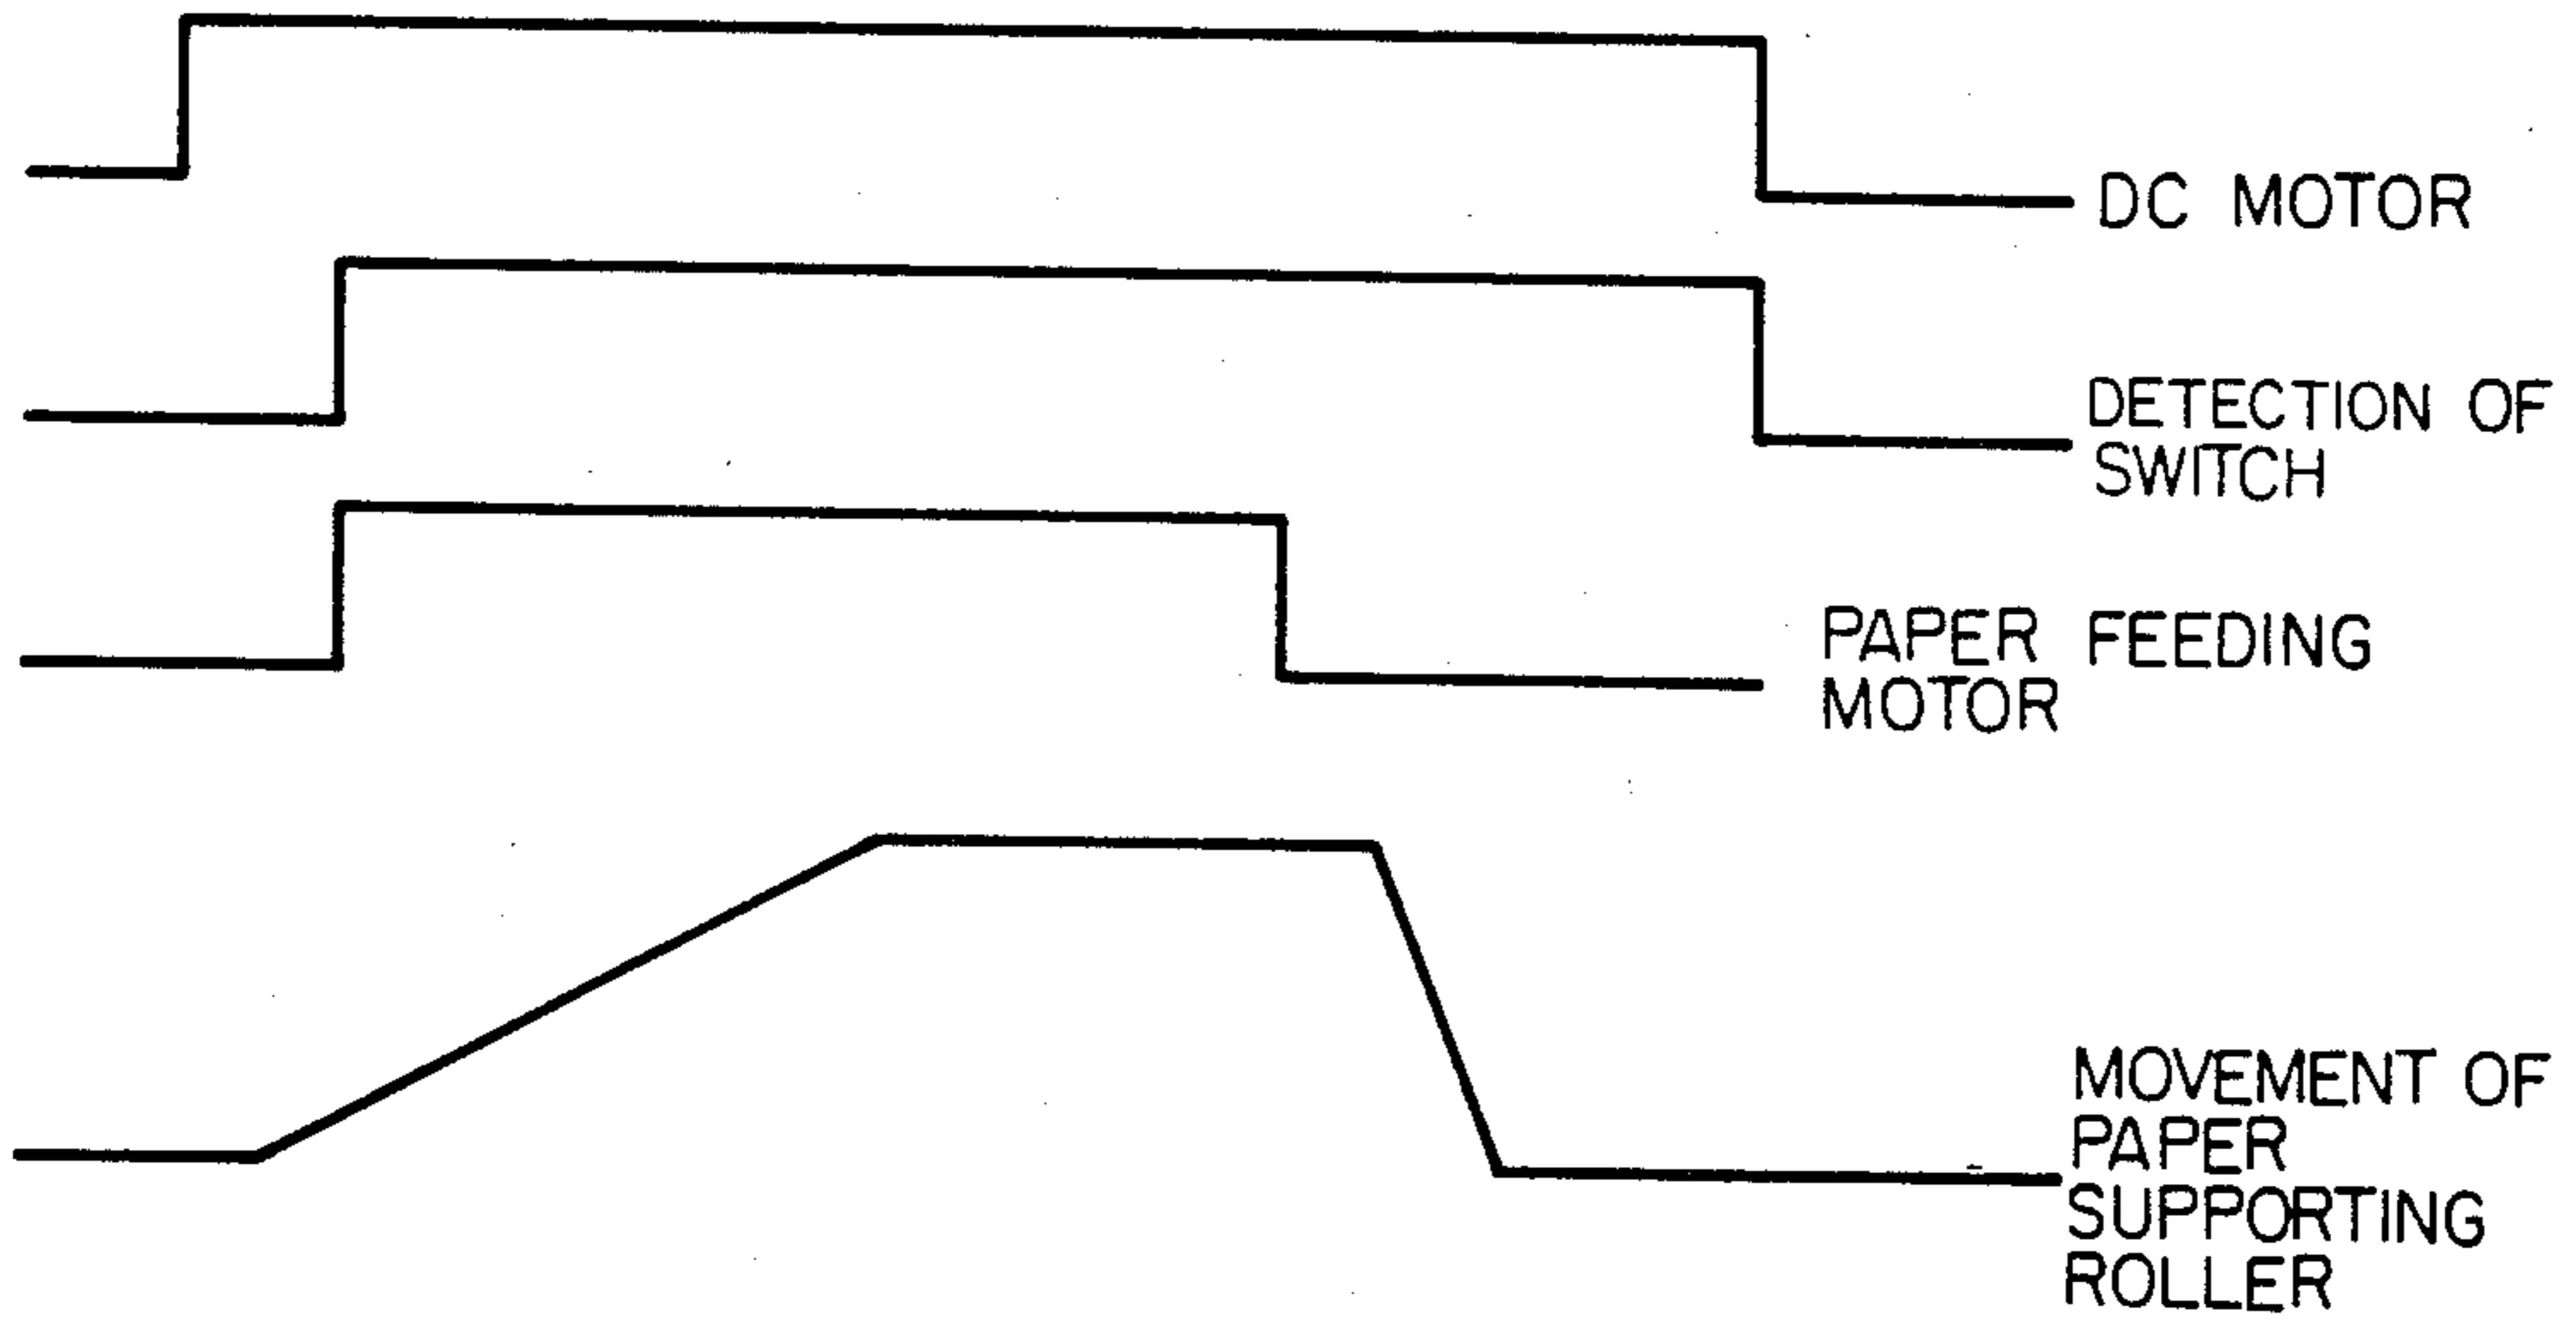 DC MOTOR
DETECTION OF
SWITCH
PAPER FEEDING
MOTOR
MOVEMENT OF
PAPER
SUPPORTING
ROLLER